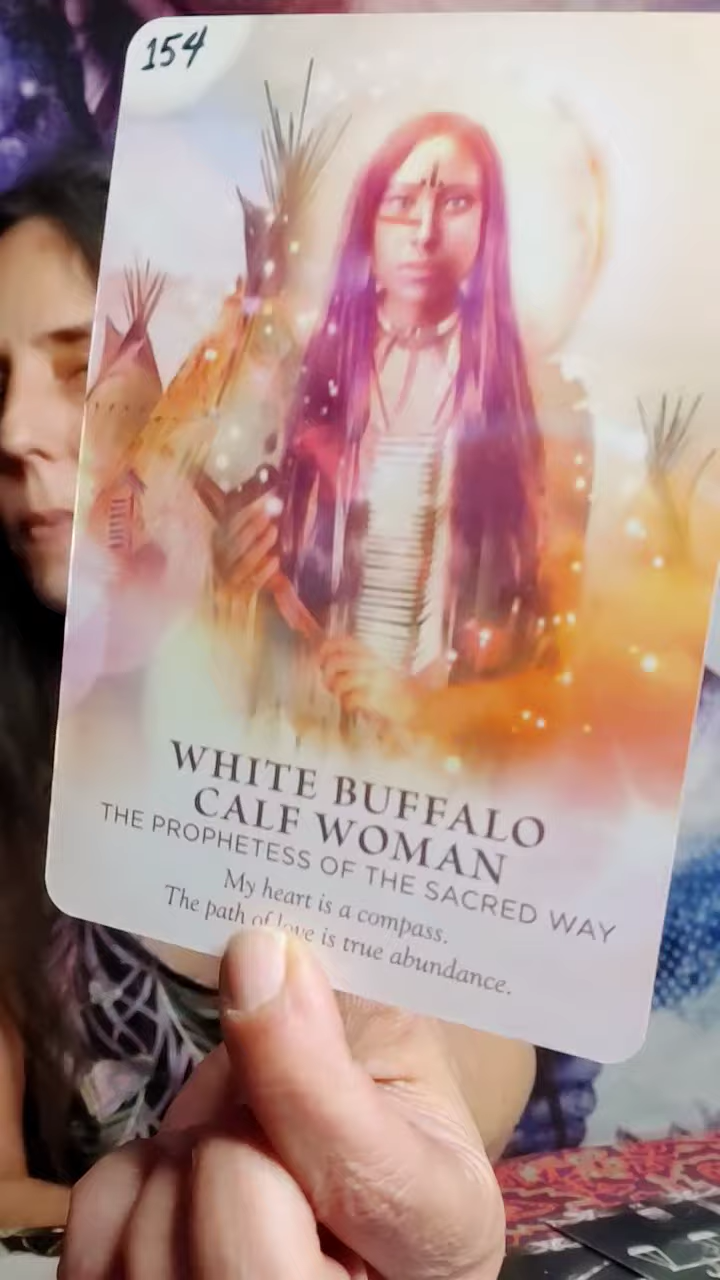 154
WHITE BUFFALO
CALF WOMAN
THE PROPHETESS OF THE SACRED WAY
My heart is a compass.
The path of love is true abundance.